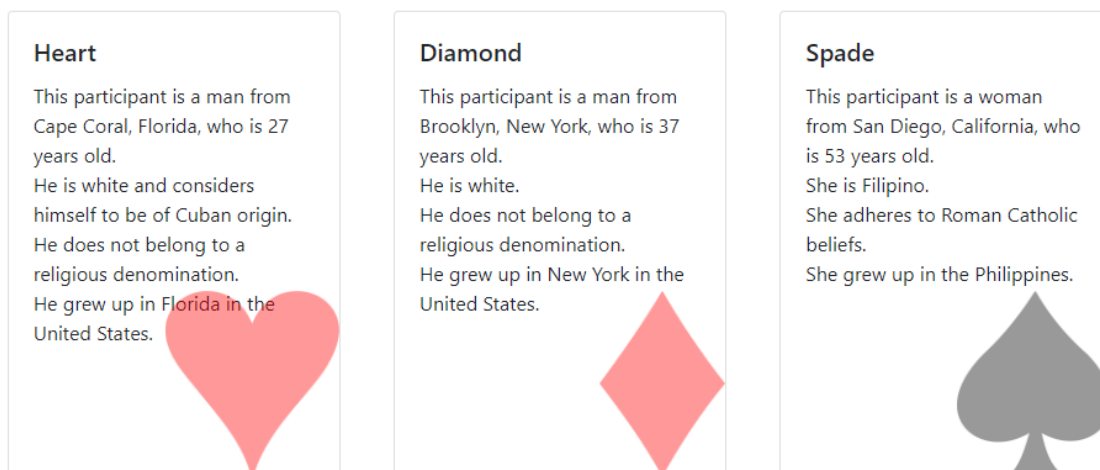 Heart
This participant is a man from
Cape Coral, Florida, who is 27
years old.
He is white and considers
himself to be of Cuban origin.
He does not belong to a
religious denomination.
He grew up in Florida in the
United States.
Diamond
This participant is a man from
Brooklyn, New York, who is 37
years old.
He is white.
He does not belong to a
religious denomination.
He grew up in New York in the
United States.
Spade
This participant is a woman
from San Diego, California, who
is 53 years old.
She is Filipino.
She adheres to Roman Catholic
beliefs.
She grew up in the Philippines.